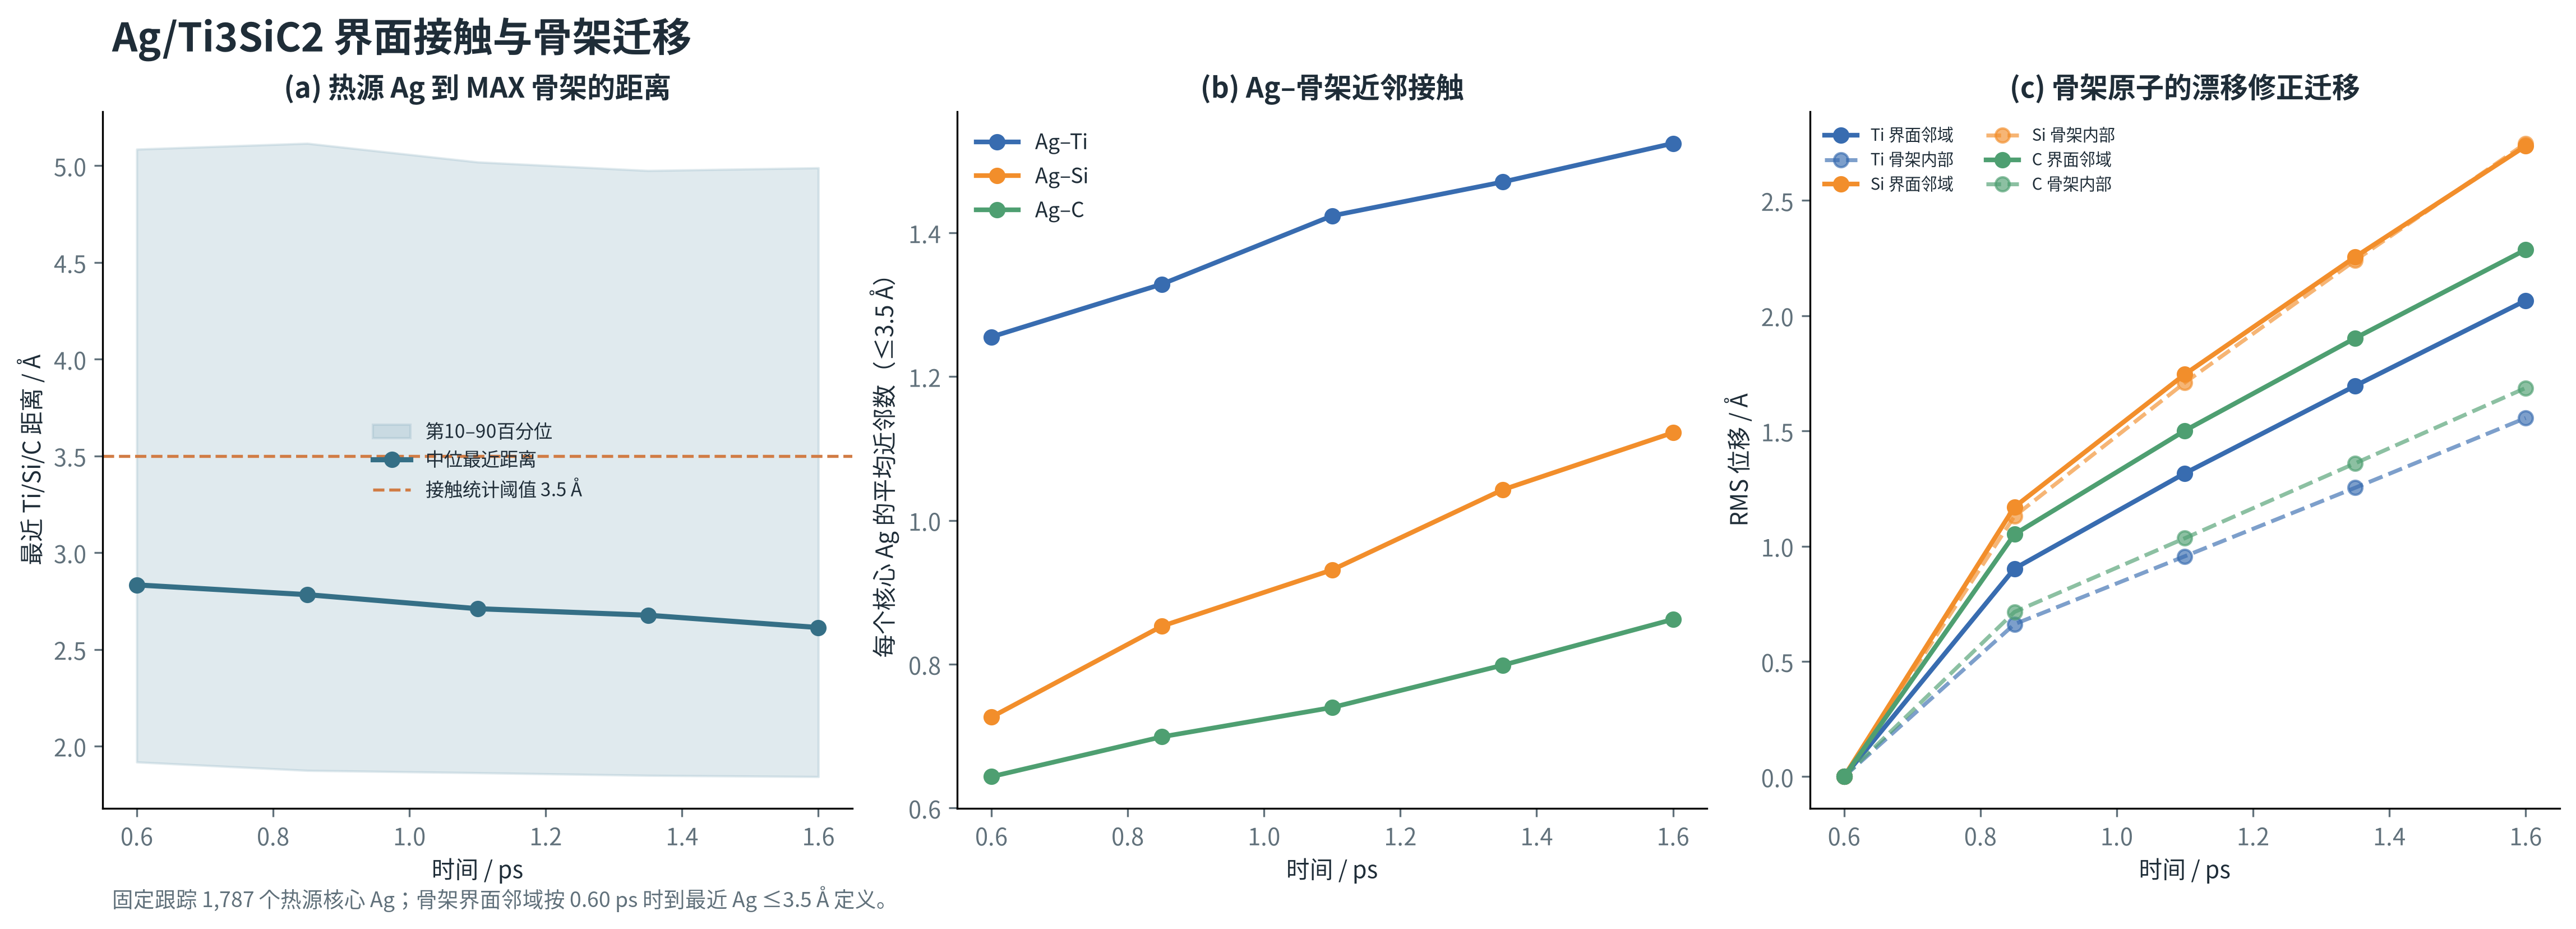 Ag/Ti3SiC2 界面接触与骨架迁移
(a) 热源 Ag 到 MAX 骨架的距离
最近 Ti/Si/C 距离 / Å
5.0
4.5
4.0
3.5
3.0
2.5
2.0
第10–90百分位
中位最近距离
接触统计阈值 3.5 Å
0.6
0.8
1.0
1.2
1.4
1.6
时间 / ps
(b) Ag–骨架近邻接触
每个核心 Ag 的平均近邻数（≤3.5 Å）
Ag–Ti
Ag–Si
Ag–C
1.4
1.2
1.0
0.8
0.6
0.6
0.8
1.0
1.2
1.4
1.6
时间 / ps
(c) 骨架原子的漂移修正迁移
RMS 位移 / Å
Ti 界面邻域
Ti 骨架内部
Si 界面邻域
Si 骨架内部
C 界面邻域
C 骨架内部
2.5
2.0
1.5
1.0
0.5
0.0
0.6
0.8
1.0
1.2
1.4
1.6
时间 / ps
固定跟踪 1,787 个热源核心 Ag；骨架界面邻域按 0.60 ps 时到最近 Ag ≤3.5 Å 定义。